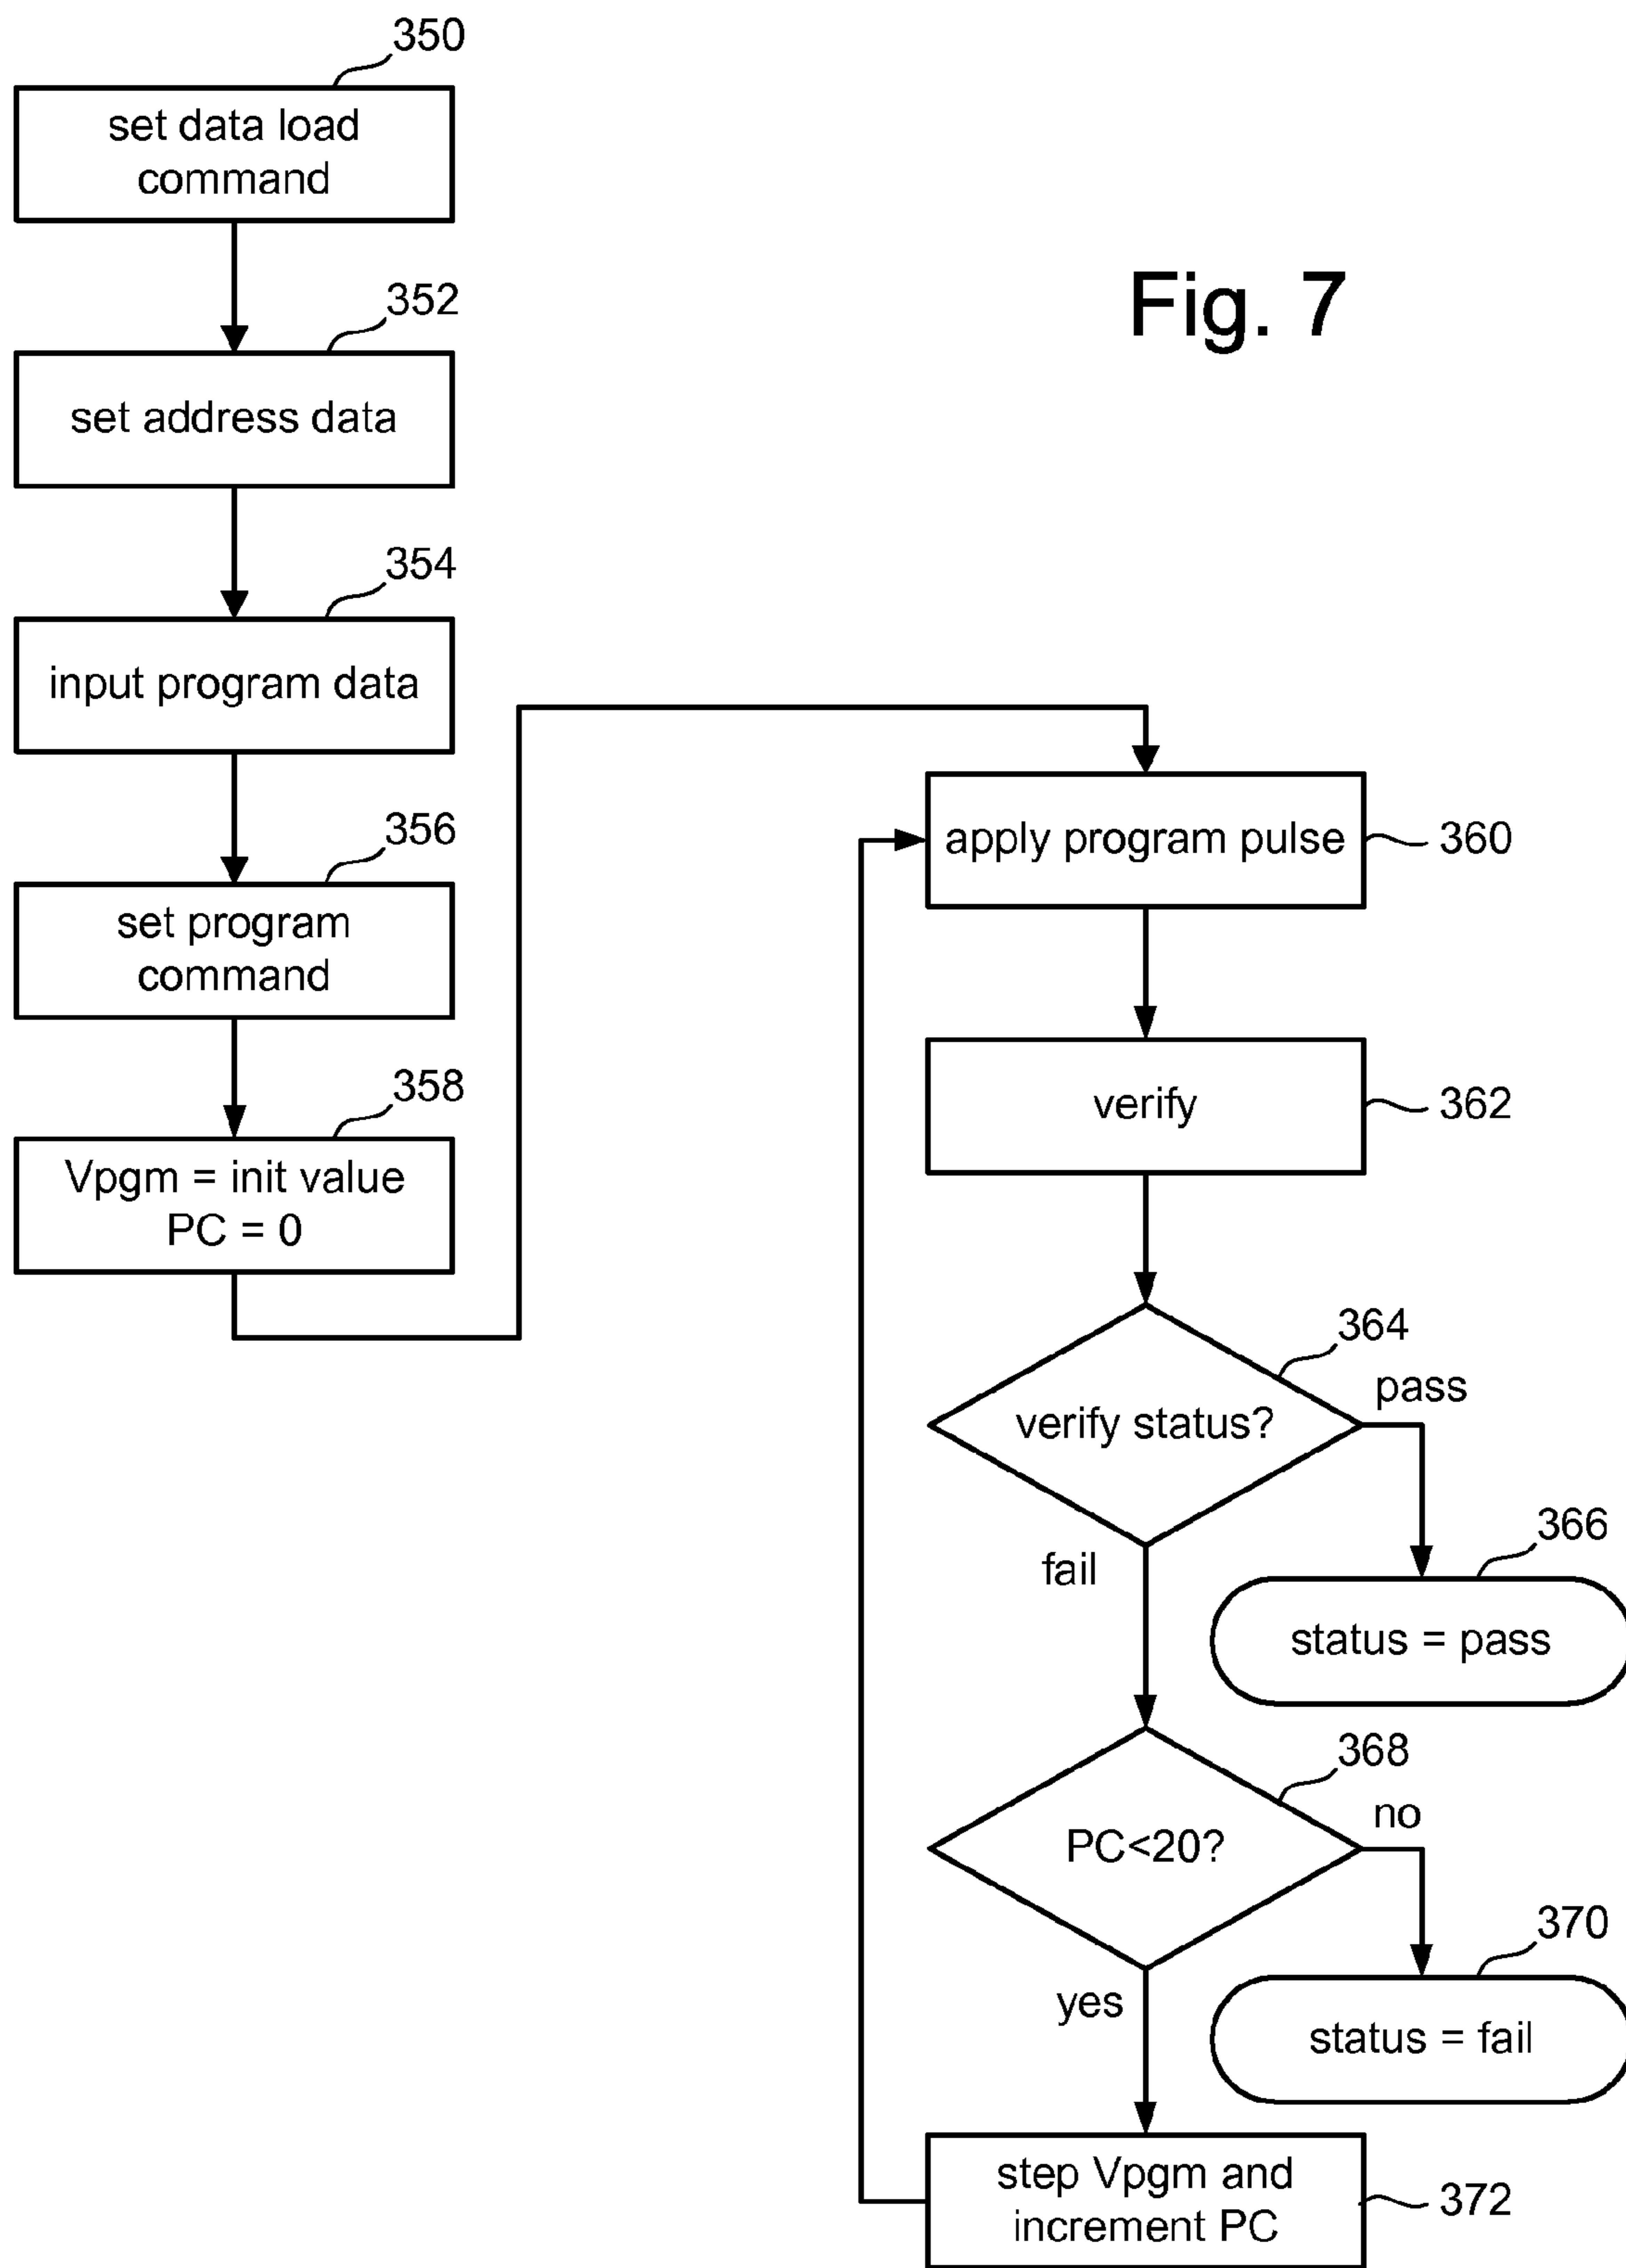 350
set data load
command
352
set address data
Fig. 7
354
input program data
356
set program
command
358
Vpgm = init value
PC = 0
apply program pulse
360
verify
362
364
verify status?
pass
fail
366
status = pass
368
PC<20?
no
yes
370
status = fail
step Vpgm and
increment PC
372